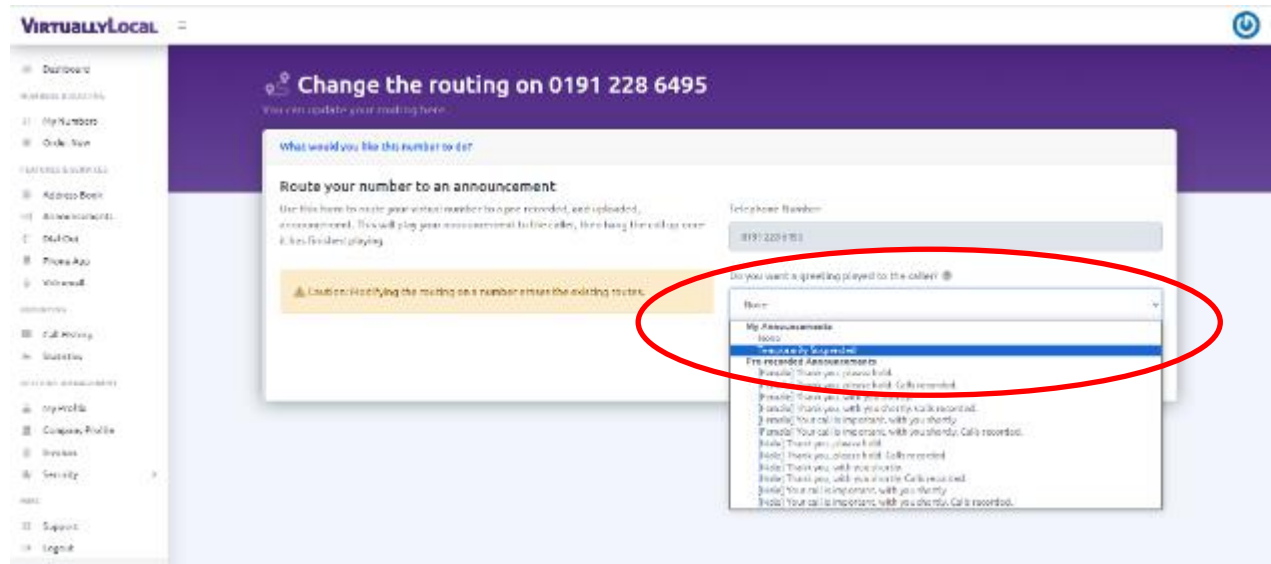 VIRTUALLYLOCAL
Change the routing on 0191 228 6495
You can update your routing here.
Dashboard
My Numbers
Order New
Address Book
Announcements
Dial Out
Phone App
Voicemail
Call History
Statistics
My Profile
Company Profile
Invoices
Security
Support
Logout
What would you like this number to do?
Route your number to an announcement
Use this form to route your virtual number to a pre recorded, and uploaded,
announcement. This will play your announcement to the caller, then hang the call up once
it has finished playing.
Caution: Modifying the routing on a number erases the existing routes.
Telephone Number
Do you want a greeting played to the caller?
None
My Announcements
None
Temporarily Suspended
Pre-recorded Announcements
[Female] Thank you, please hold.
[Female] Thank you, please hold. Calls recorded.
[Female] Thank you, with you shortly.
[Female] Thank you, with you shortly. Calls recorded.
[Female] Your call is important, with you shortly
[Female] Your call is important, with you shortly. Calls recorded.
[Male] Thank you, please hold
[Male] Thank you, please hold. Calls recorded
[Male] Thank you, with you shortly.
[Male] Thank you, with you shortly. Calls recorded.
[Male] Your call is important, with you shortly
[Male] Your call is important, with you shortly. Calls recorded.